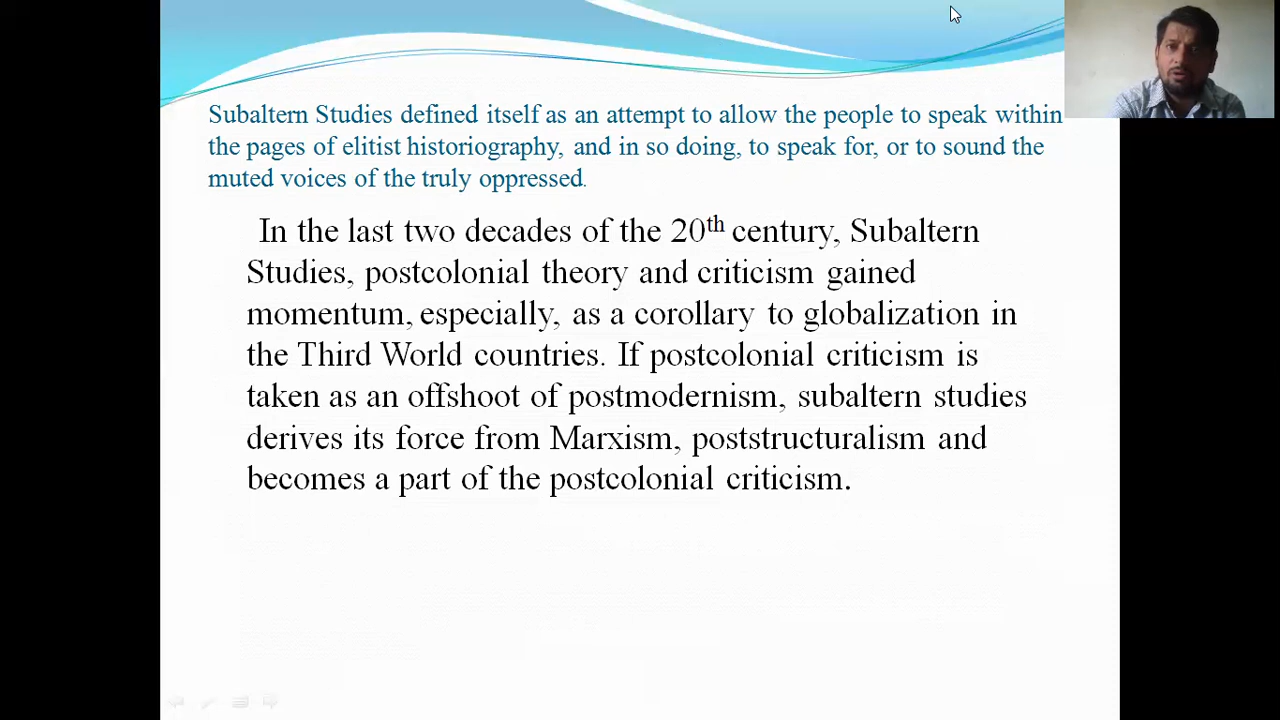 Subaltern Studies defined itself as an attempt to allow the people to speak within
the pages of elitist historiography, and in so doing, to speak for, or to sound the
muted voices of the truly oppressed.
In the last two decades of the 20th century, Subaltern
Studies, postcolonial theory and criticism gained
momentum, especially, as a corollary to globalization in
the Third World countries. If postcolonial criticism is
taken as an offshoot of postmodernism, subaltern studies
derives its force from Marxism, poststructuralism and
becomes a part of the postcolonial criticism.